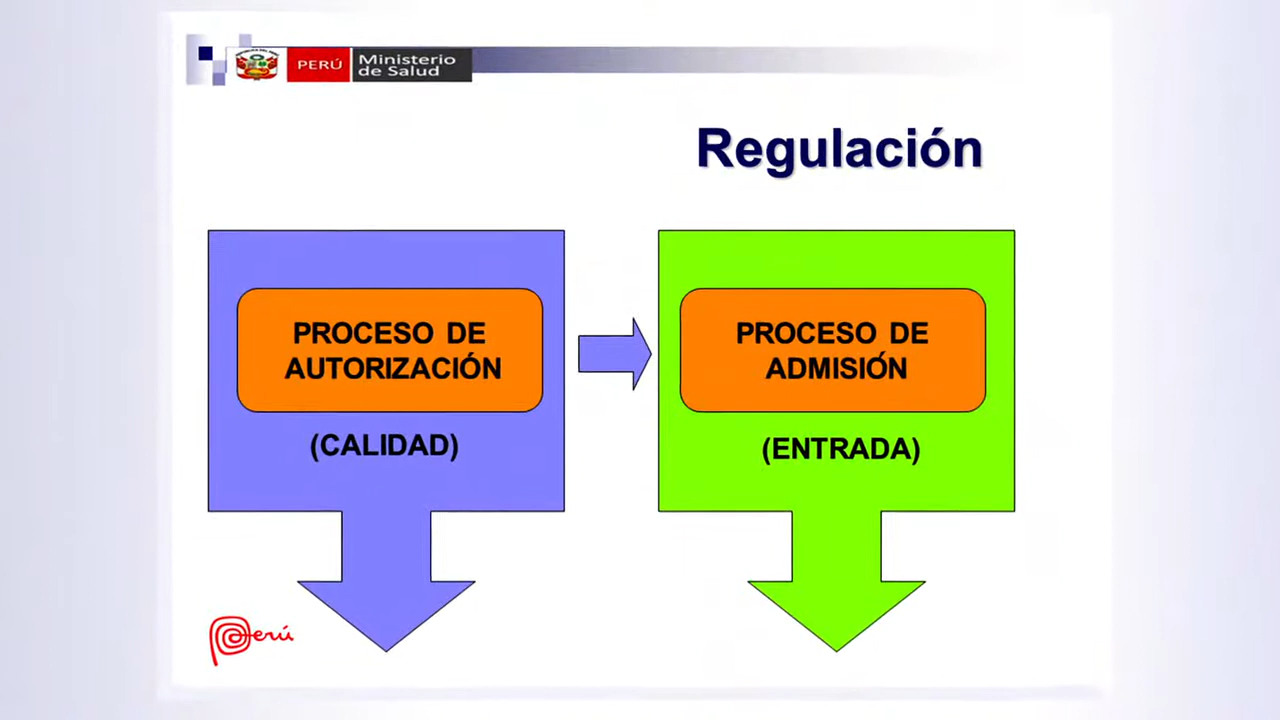 PERÚ
Ministerio
de Salud
Regulación
PROCESO DE
AUTORIZACIÓN
(CALIDAD)
PROCESO DE
ADMISIÓN
(ENTRADA)
Perú